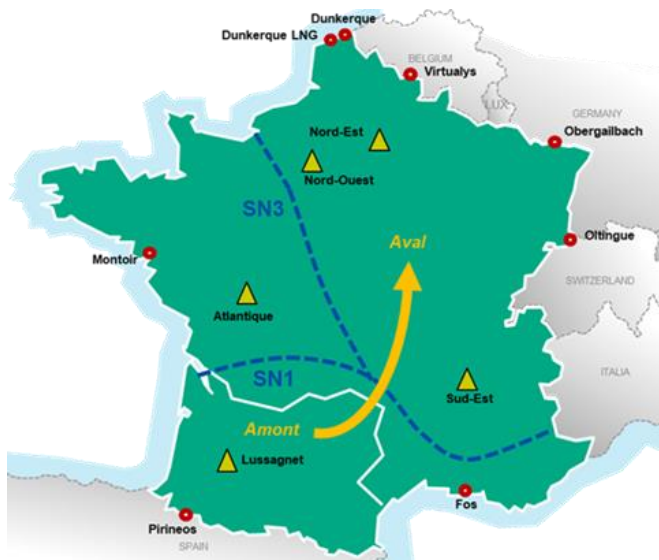 Dunkerque
Dunkerque LNG
BELGIUM
Virtualys
LUX
GERMANY
Nord-Est
Obergailbach
Nord-Ouest
SN3
Aval
Oltingue
Montoir
SWITZERLAND
Atlantique
ITALIA
SN1
Sud-Est
Amont
Lussagnet
Fos
Pirineos
SPAIN